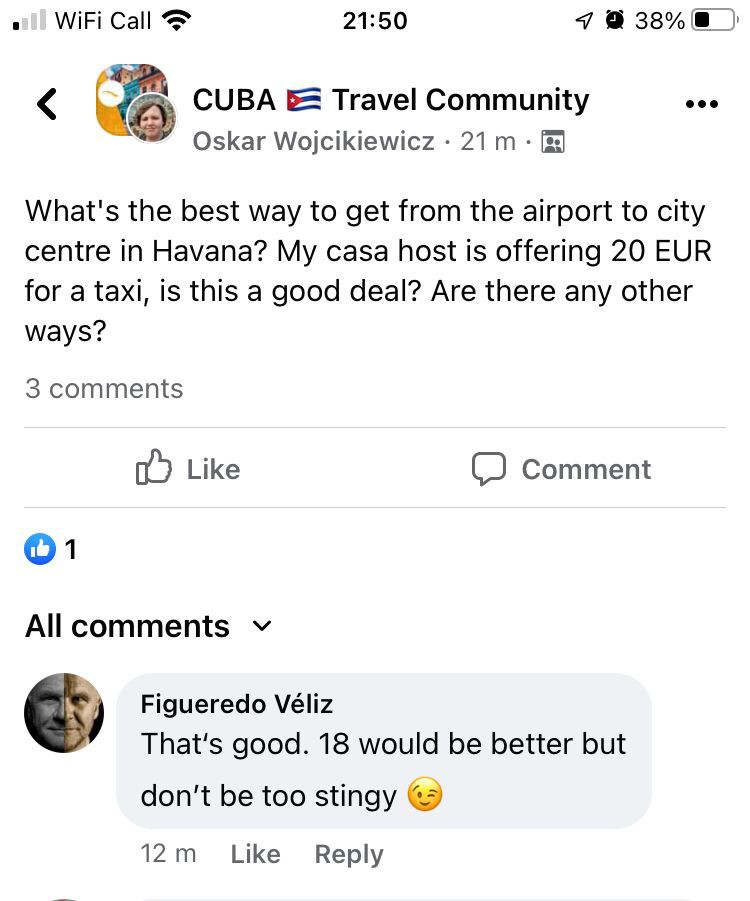 WiFi Call 21:50 38%
CUBA 🇨🇺 Travel Community
Oskar Wojcikiewicz · 21 m ·
What's the best way to get from the airport to city
centre in Havana? My casa host is offering 20 EUR
for a taxi, is this a good deal? Are there any other
ways?
3 comments
Like Comment
1
All comments
Figueredo Véliz
That‘s good. 18 would be better but
don’t be too stingy 😉
12 m Like Reply